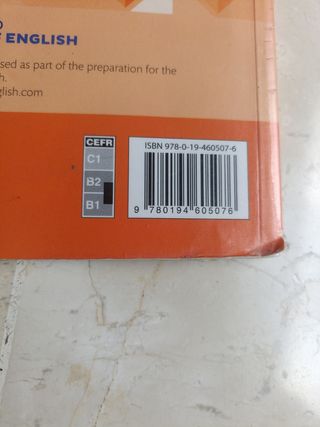 F ENGLISH
sed as part of the preparation for the
h.
glish.com
CEFR
C1
B2
B1
ISBN 978-0-19-460507-6
9 780194 605076